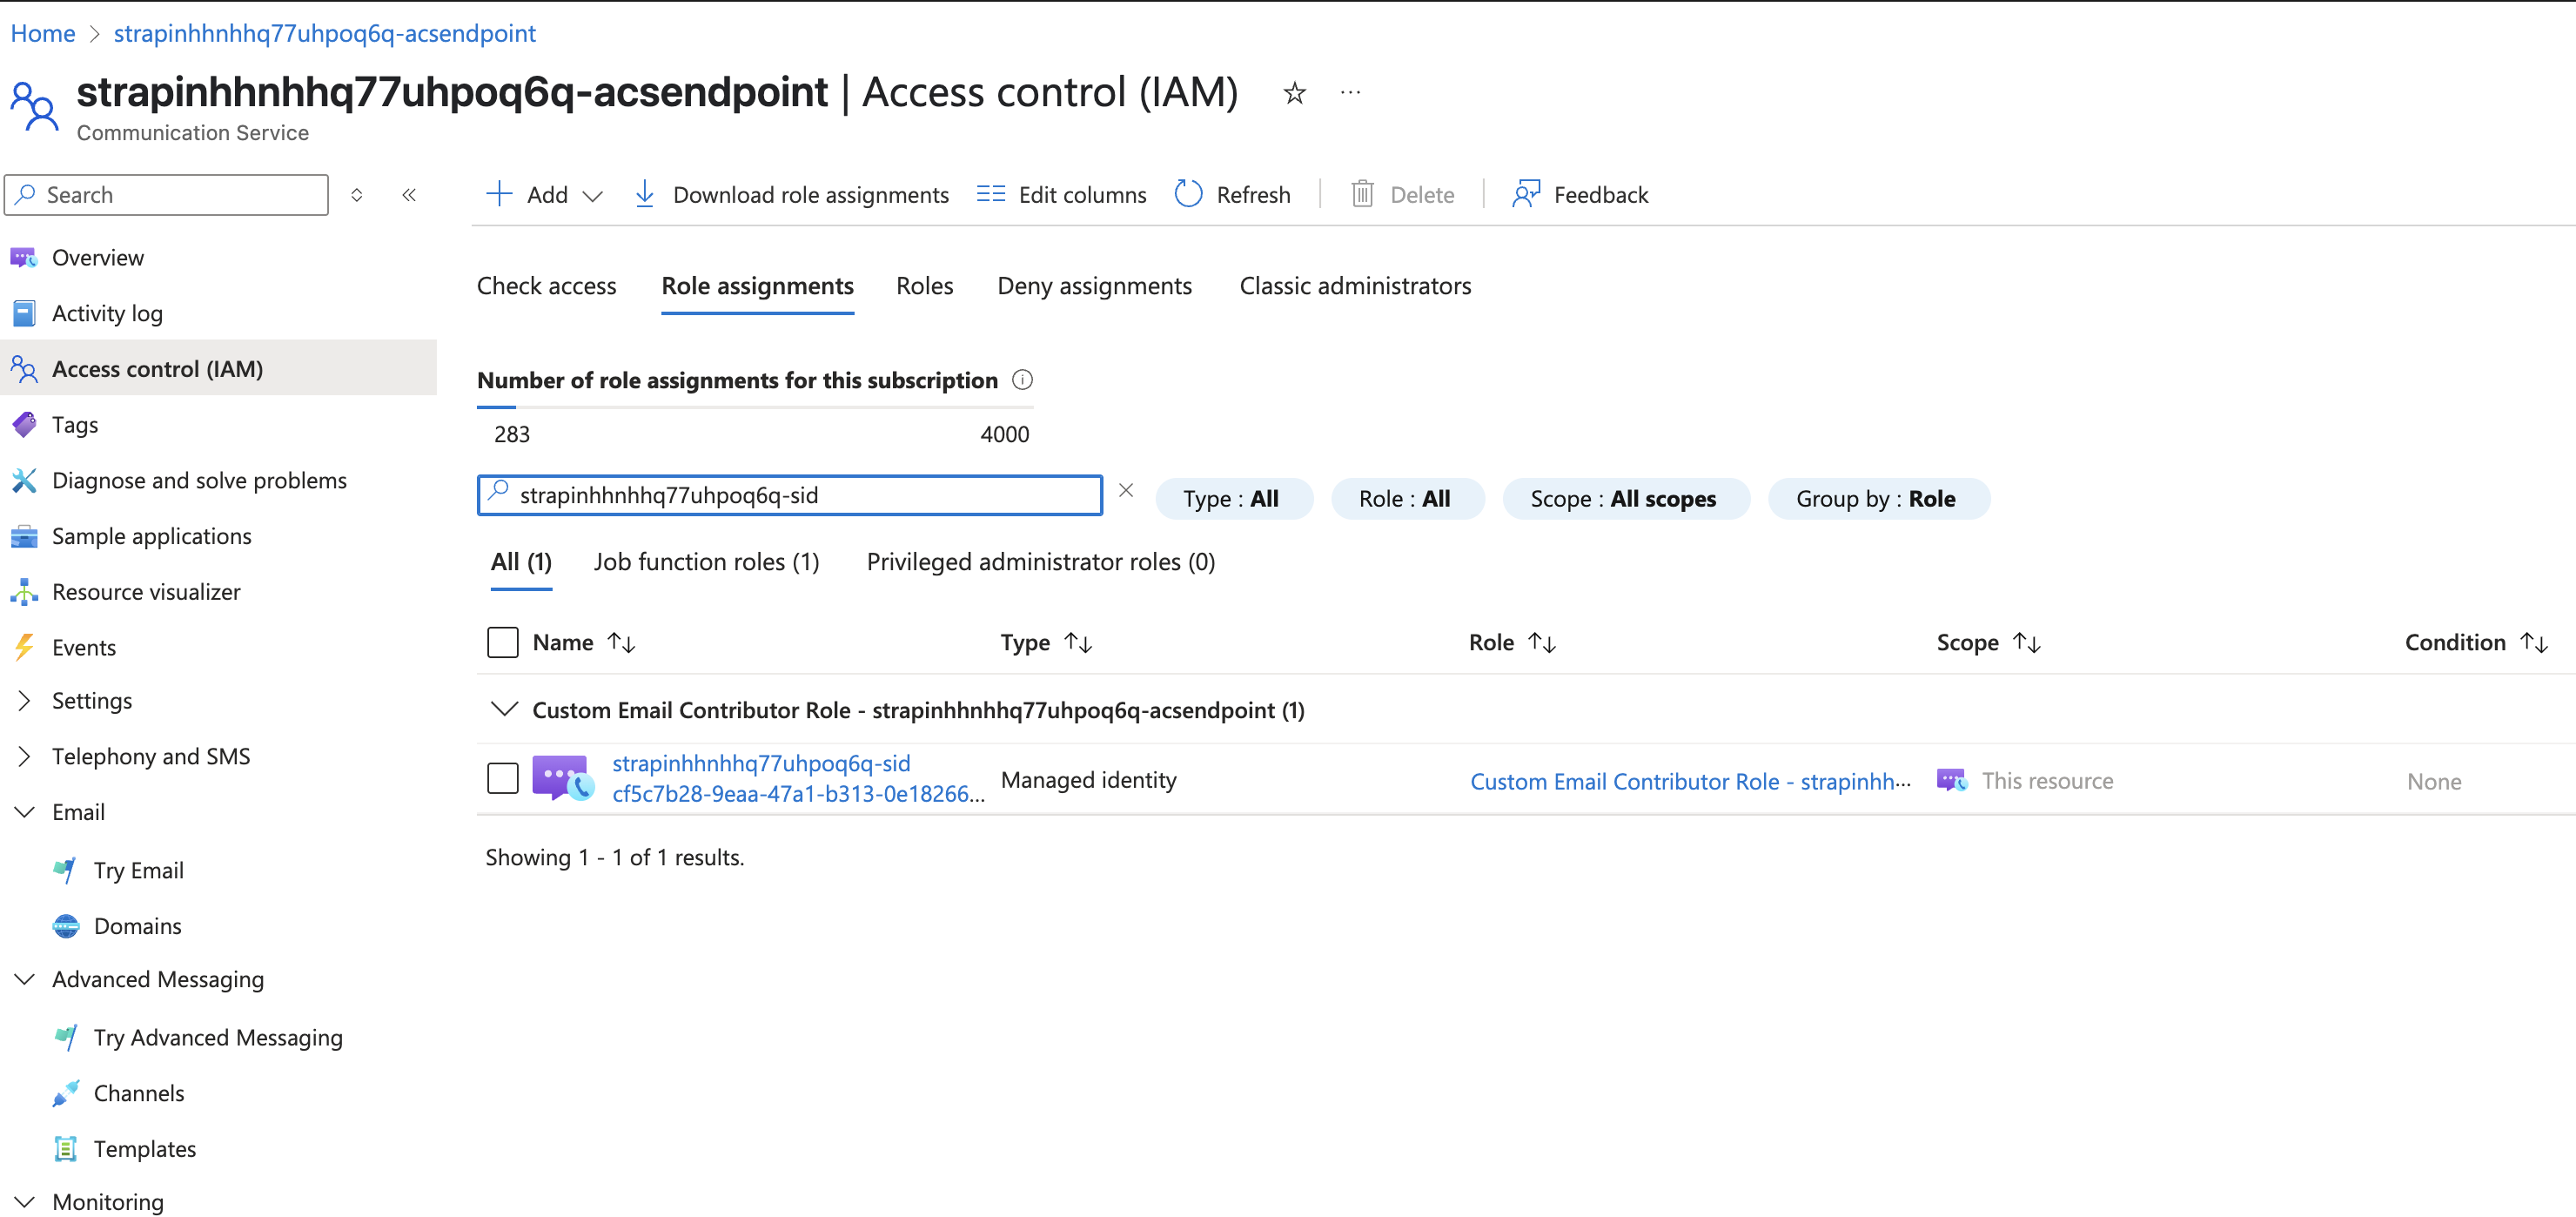 Home > strapinhhnhhq77uhpoq6q-acsendpoint
strapinhhnhhq77uhpoq6q-acsendpoint | Access control (IAM)
Communication Service
Search
Add
Download role assignments
Edit columns
Refresh
Delete
Feedback
Overview
Activity log
Access control (IAM)
Tags
Diagnose and solve problems
Sample applications
Resource visualizer
Events
Settings
Telephony and SMS
Email
Try Email
Domains
Advanced Messaging
Try Advanced Messaging
Channels
Templates
Monitoring
Check access
Role assignments
Roles
Deny assignments
Classic administrators
Number of role assignments for this subscription
283
4000
strapinhhnhhq77uhpoq6q-sid
Type : All
Role : All
Scope : All scopes
Group by : Role
All (1)
Job function roles (1)
Privileged administrator roles (0)
Name
Type
Role
Scope
Condition
Custom Email Contributor Role - strapinhhnhhq77uhpoq6q-acsendpoint (1)
strapinhhnhhq77uhpoq6q-sid
cf5c7b28-9eaa-47a1-b313-0e18266...
Managed identity
Custom Email Contributor Role - strapinhh...
This resource
None
Showing 1 - 1 of 1 results.